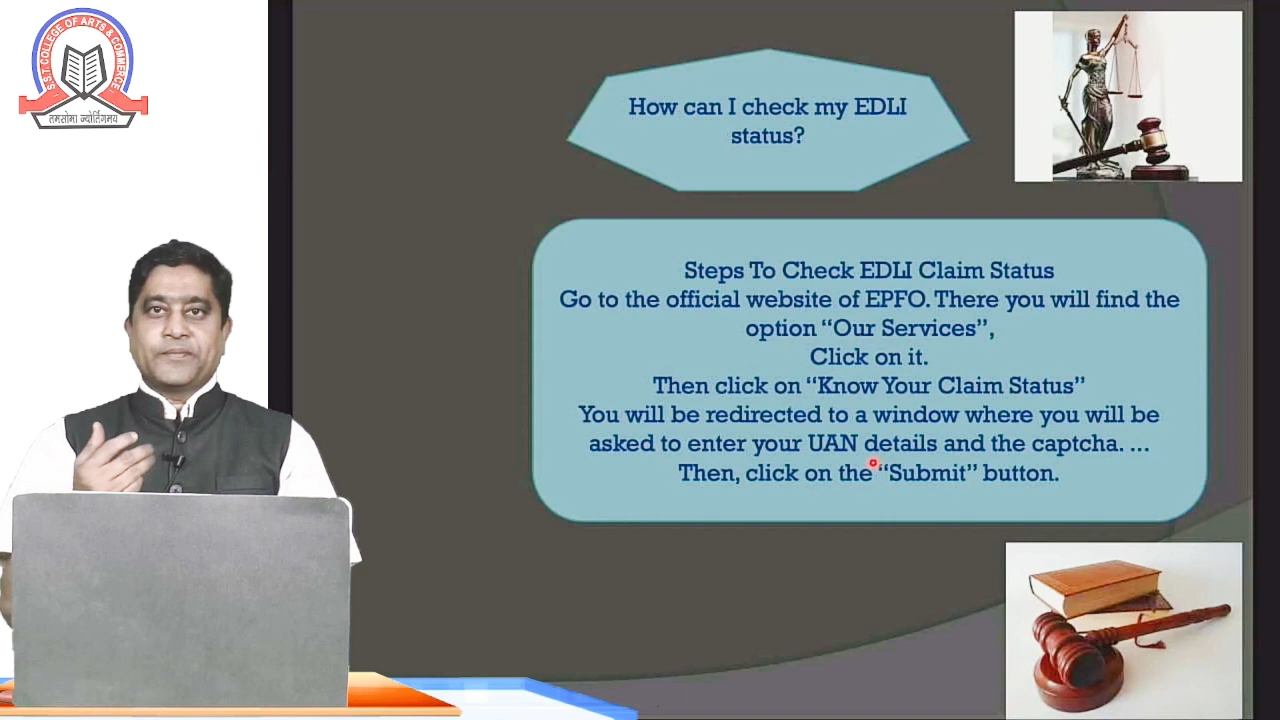 S.S.T. COLLEGE OF ARTS & COMMERCE
तमसोमा ज्योर्तिगमय
How can I check my EDLI
status?
Steps To Check EDLI Claim Status
Go to the official website of EPFO. There you will find the
option “Our Services”,
Click on it.
Then click on “Know Your Claim Status”
You will be redirected to a window where you will be
asked to enter your UAN details and the captcha. ...
Then, click on the “Submit” button.